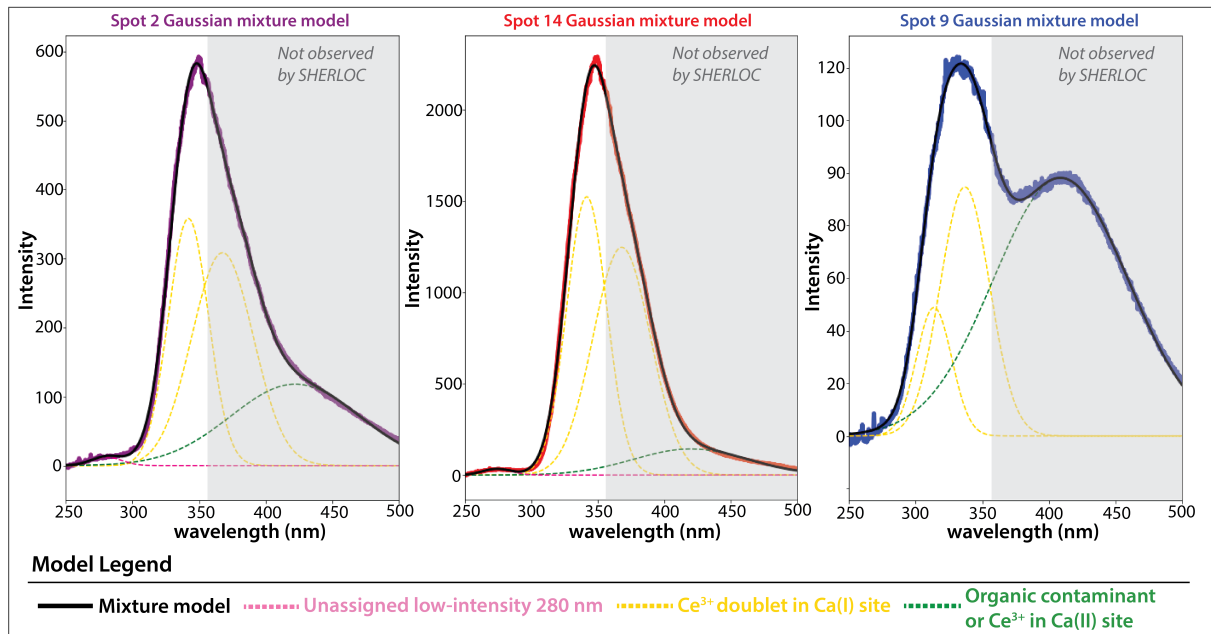 Spot 2 Gaussian mixture model
Not observed
by SHERLOC
600
500
400
300
200
100
0
Intensity
250 300 350 400 450 500
wavelength (nm)
Spot 14 Gaussian mixture model
Not observed
by SHERLOC
2000
1500
1000
500
0
Intensity
250 300 350 400 450 500
wavelength (nm)
Spot 9 Gaussian mixture model
Not observed
by SHERLOC
120
100
90
80
60
40
20
0
Intensity
250 300 350 400 450 500
wavelength (nm)
Model Legend
Mixture model
Unassigned low-intensity 280 nm
Ce³⁺ doublet in Ca(I) site
Organic contaminant
or Ce³⁺ in Ca(II) site